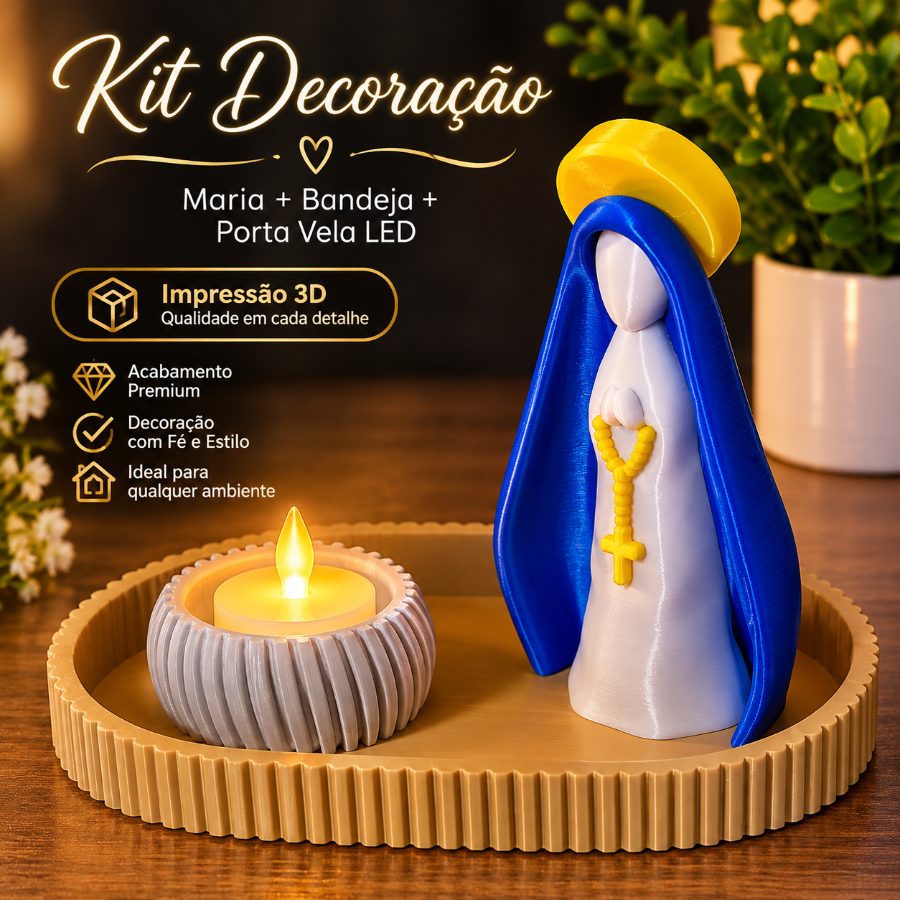 Kit Decoração
Maria + Bandeja +
Porta Vela LED
Impressão 3D
Qualidade em cada detalhe
Acabamento
Premium
Decoração
com Fé e Estilo
Ideal para
qualquer ambiente